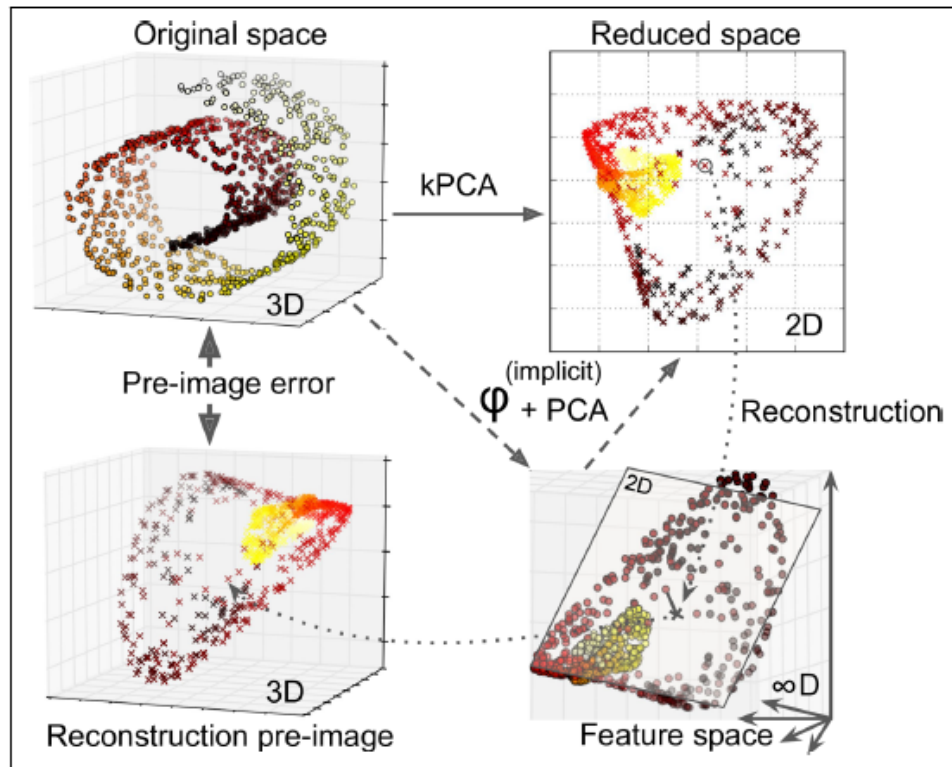 Original space
Reduced space
kPCA
3D
2D
Pre-image error
(implicit)
φ + PCA
Reconstruction
2D
3D
∞D
Reconstruction pre-image
Feature space